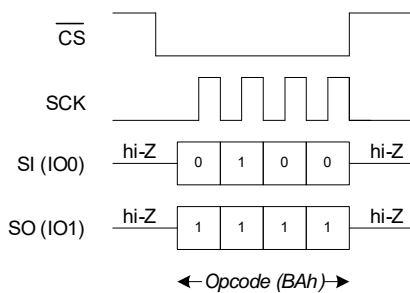 CS
SCK
hi-Z hi-Z
SI (IO0) 0 1 0 0
hi-Z hi-Z
SO (IO1) 1 1 1 1
Opcode (BAh)